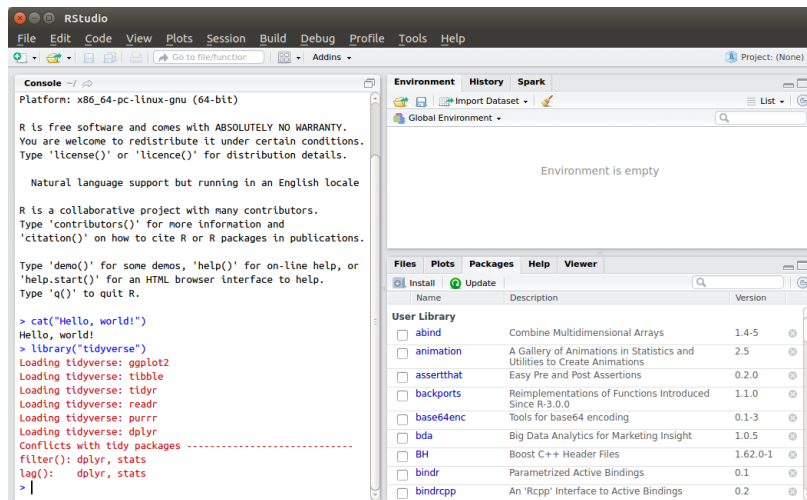 RStudio
File Edit Code View Plots Session Build Debug Profile Tools Help
Go to file/function Addins Project: (None)
Console ~/
Platform: x86_64-pc-linux-gnu (64-bit)
R is free software and comes with ABSOLUTELY NO WARRANTY.
You are welcome to redistribute it under certain conditions.
Type 'license()' or 'licence()' for distribution details.
Natural language support but running in an English locale
R is a collaborative project with many contributors.
Type 'contributors()' for more information and
'citation()' on how to cite R or R packages in publications.
Type 'demo()' for some demos, 'help()' for on-line help, or
'help.start()' for an HTML browser interface to help.
Type 'q()' to quit R.
> cat("Hello, world!")
Hello, world!
> library("tidyverse")
Loading tidyverse: ggplot2
Loading tidyverse: tibble
Loading tidyverse: tidyr
Loading tidyverse: readr
Loading tidyverse: purrr
Loading tidyverse: dplyr
Conflicts with tidy packages ----------------------------
filter(): dplyr, stats
lag():    dplyr, stats
>
Environment History Spark
Import Dataset List
Global Environment
Environment is empty
Files Plots Packages Help Viewer
Install Update
Name Description Version
User Library
abind Combine Multidimensional Arrays 1.4-5
animation A Gallery of Animations in Statistics and 2.5
Utilities to Create Animations
assertthat Easy Pre and Post Assertions 0.2.0
backports Reimplementations of Functions Introduced 1.1.0
Since R-3.0.0
base64enc Tools for base64 encoding 0.1-3
bda Big Data Analytics for Marketing Insight 1.0.5
BH Boost C++ Header Files 1.62.0-1
bindr Parametrized Active Bindings 0.1
bindrcpp An 'Rcpp' Interface to Active Bindings 0.2